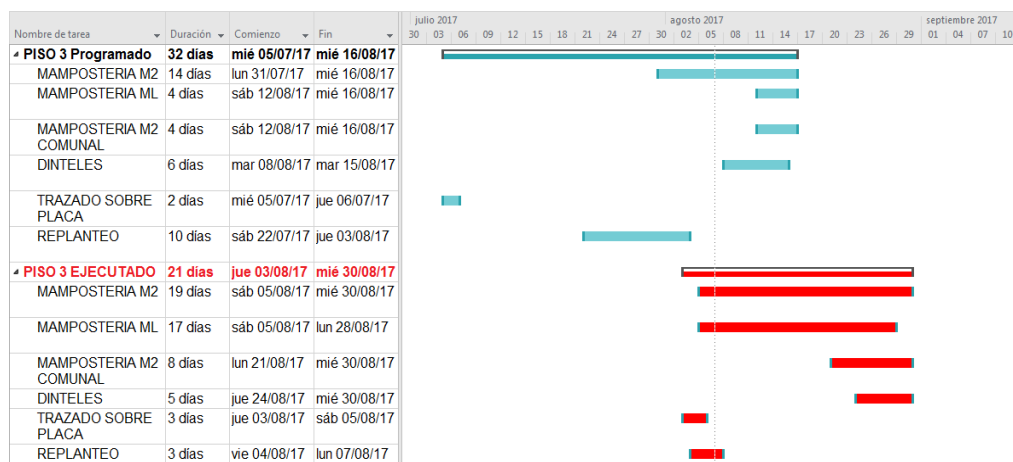 julio 2017 agosto 2017 septiembre 2017
Nombre de tarea Duración Comienzo Fin 30 03 06 09 12 15 18 21 24 27 30 02 05 08 11 14 17 20 23 26 29 01 04 07 10
PISO 3 Programado 32 días mié 05/07/17 mié 16/08/17
MAMPOSTERIA M2 14 días lun 31/07/17 mié 16/08/17
MAMPOSTERIA ML 4 días sáb 12/08/17 mié 16/08/17
MAMPOSTERIA M2 4 días sáb 12/08/17 mié 16/08/17
COMUNAL
DINTELES 6 días mar 08/08/17 mar 15/08/17
TRAZADO SOBRE 2 días mié 05/07/17 jue 06/07/17
PLACA
REPLANTEO 10 días sáb 22/07/17 jue 03/08/17
PISO 3 EJECUTADO 21 días jue 03/08/17 mié 30/08/17
MAMPOSTERIA M2 19 días sáb 05/08/17 mié 30/08/17
MAMPOSTERIA ML 17 días sáb 05/08/17 lun 28/08/17
MAMPOSTERIA M2 8 días lun 21/08/17 mié 30/08/17
COMUNAL
DINTELES 5 días jue 24/08/17 mié 30/08/17
TRAZADO SOBRE 3 días jue 03/08/17 sáb 05/08/17
PLACA
REPLANTEO 3 días vie 04/08/17 lun 07/08/17